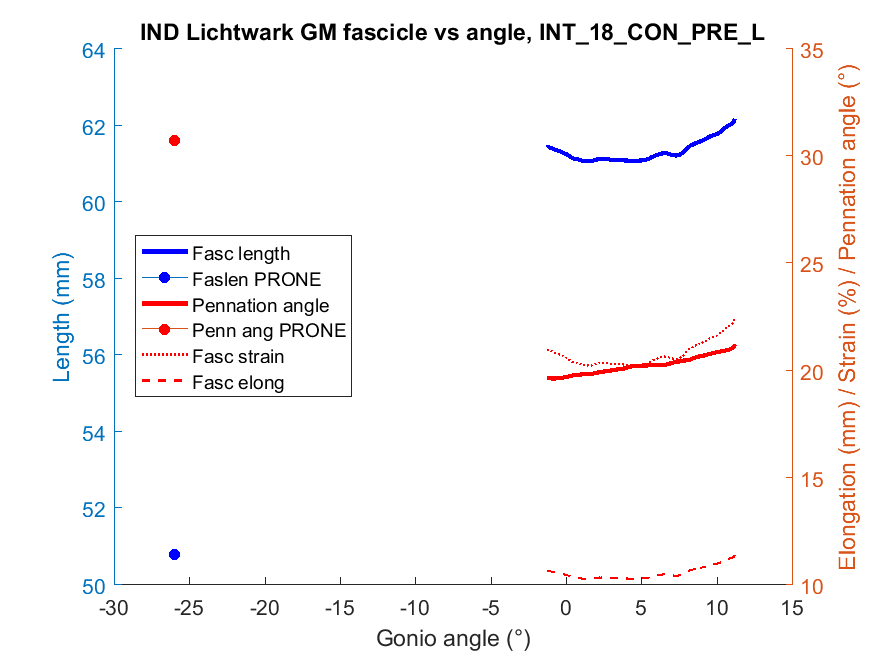 IND Lichtwark GM fascicle vs angle, INT_18_CON_PRE_L
64
62
60
58
56
54
52
50
Length (mm)
35
30
25
20
15
10
Elongation (mm) / Strain (%) / Pennation angle (°)
Fasc length
Faslen PRONE
Pennation angle
Penn ang PRONE
Fasc strain
Fasc elong
-30 -25 -20 -15 -10 -5 0 5 10 15
Gonio angle (°)